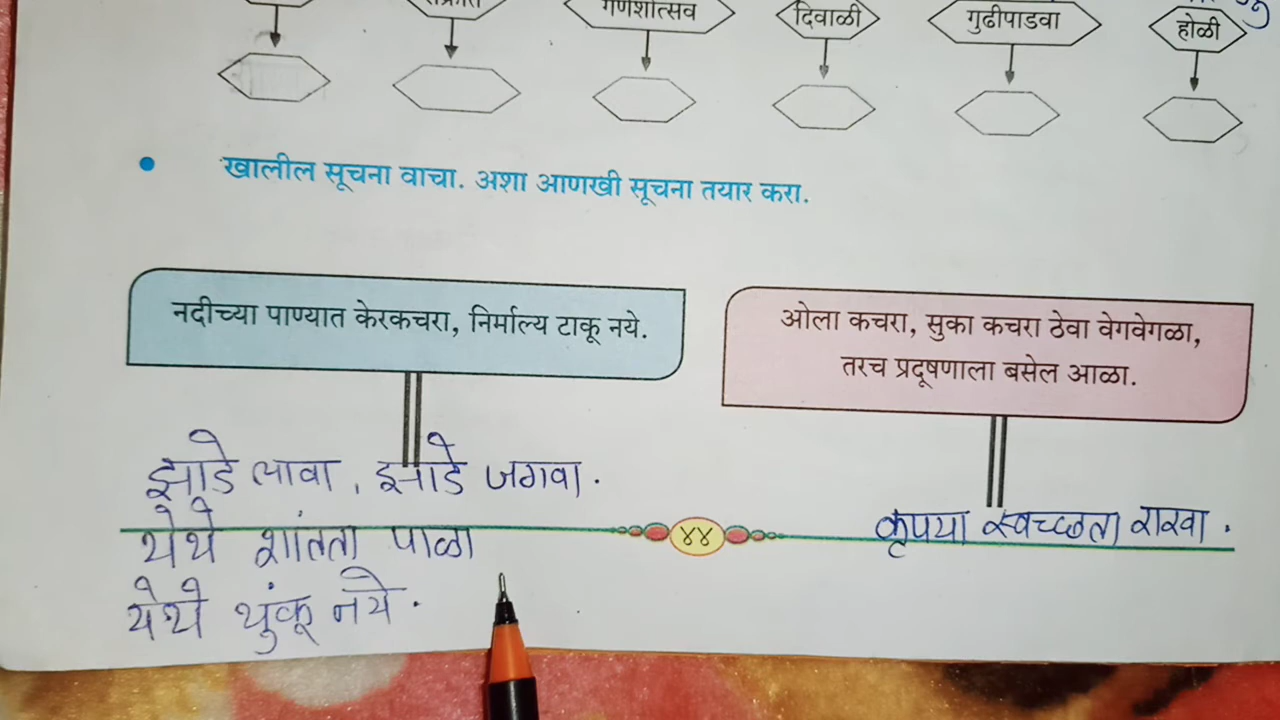 गणेशोत्सव
दिवाळी
गुढीपाडवा
होळी
खालील सूचना वाचा. अशा आणखी सूचना तयार करा.
नदीच्या पाण्यात केरकचरा, निर्माल्य टाकू नये.
ओला कचरा, सुका कचरा ठेवा वेगवेगळा,
तरच प्रदूषणाला बसेल आळा.
झाडे लावा, झाडे जगवा.
४४
कृपया स्वच्छता राखा.
येथे शांतता पाळा
येथे थुंकू नये.